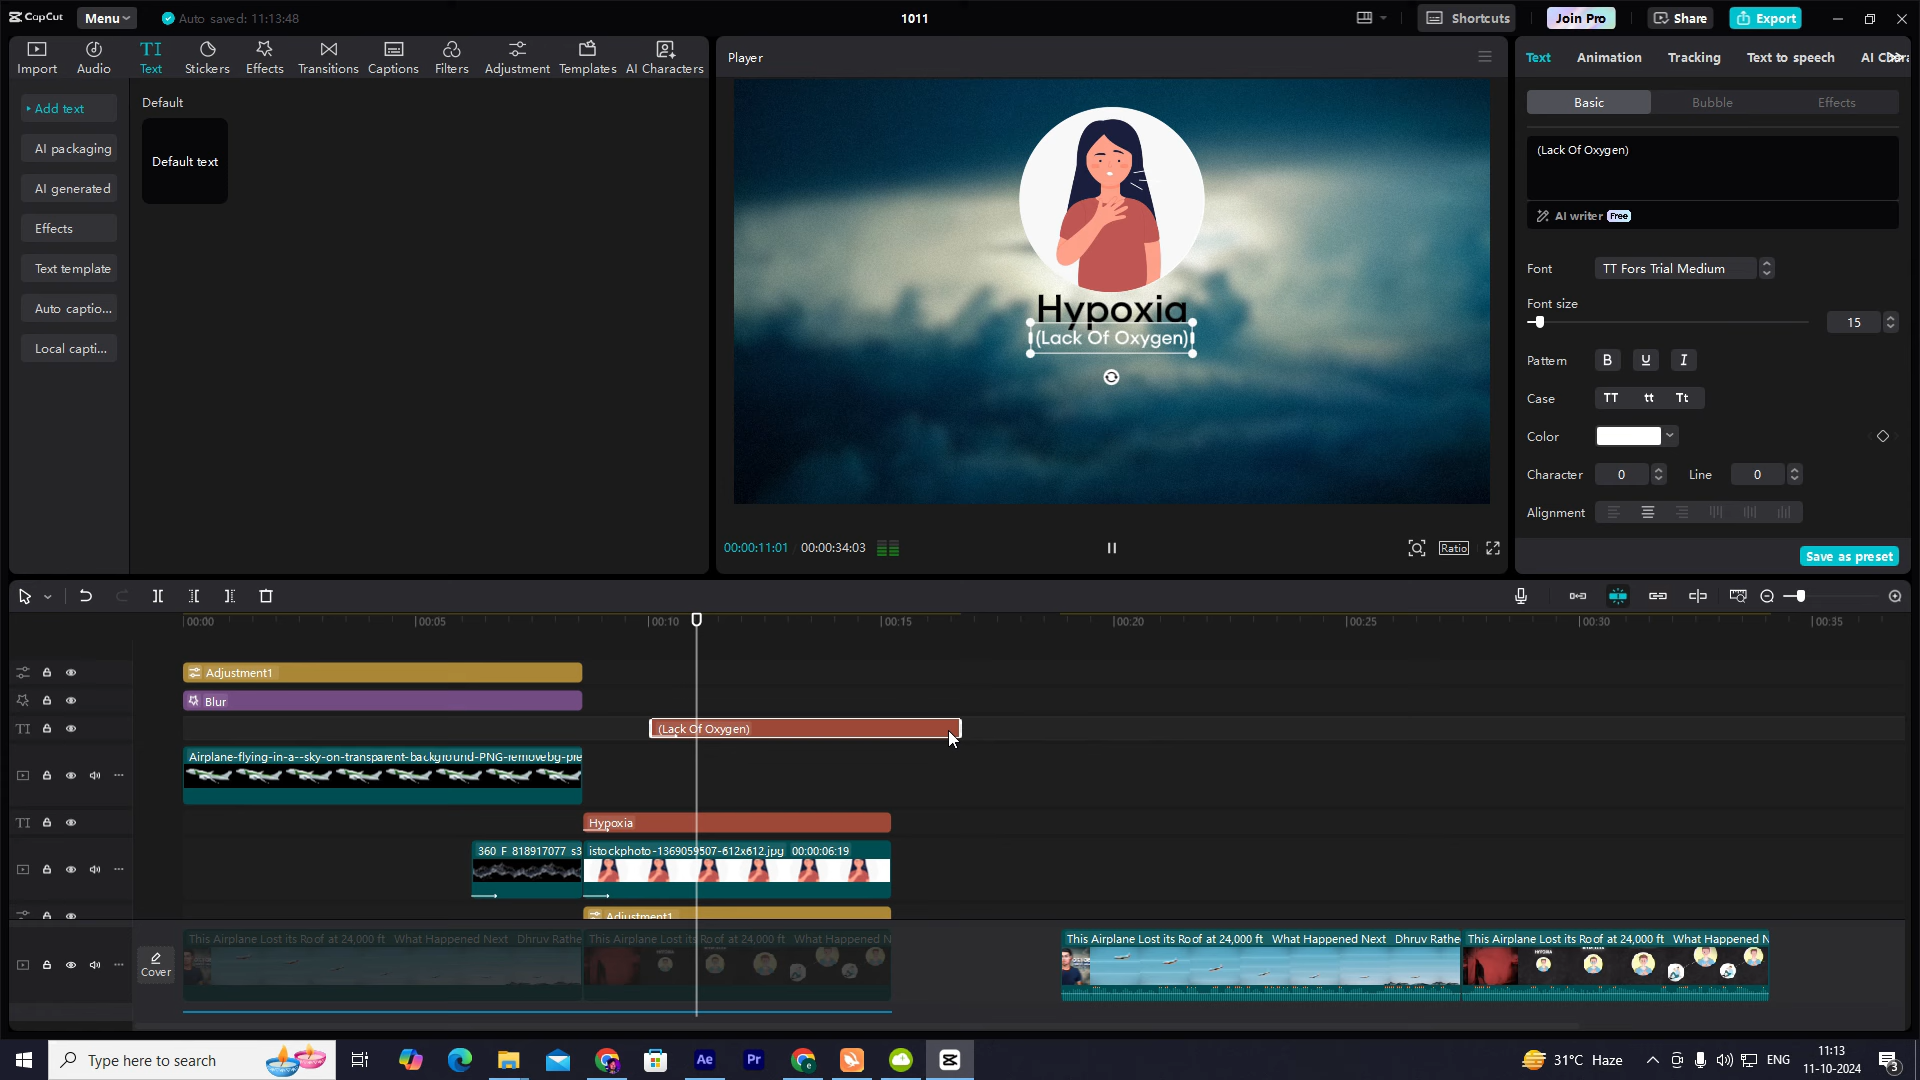 CapCut
Menu
Auto saved: 11:13:48
1011
Shortcuts
Join Pro
Share
Export
Import
Audio
TI
Text
Stickers
Effects
Transitions
Captions
Filters
Adjustment
Templates
AI Characters
Add text
AI packaging
AI generated
Effects
Text template
Auto captio...
Local capti...
Default
Default text
Player
Hypoxia
(Lack Of Oxygen)
00:00:11:01
00:00:34:03
Ratio
Text
Animation
Tracking
Text to speech
Basic
Bubble
Effects
(Lack Of Oxygen)
AI writer Free
Font
TT Fors Trial Medium
Font size
15
Pattern
B
U
I
Case
TT
tt
Tt
Color
Character
0
Line
0
Alignment
Save as preset
00:00
00:05
00:10
00:15
00:20
00:25
00:30
00:35
Adjustment1
Blur
TI
(Lack Of Oxygen)
Airplane-flying-in-a--sky-on-transparent-background-PNG-removeby-pre
TI
Hypoxia
360_F_818917077_s3
istockphoto-1369059507-612x612.jpg 00:00:06:19
Adjustment1
Cover
This Airplane Lost its Roof at 24,000 ft What Happened Next Dhruv Rathe
This Airplane Lost its Roof at 24,000 ft What Happened N
This Airplane Lost its Roof at 24,000 ft What Happened Next Dhruv Rathe
This Airplane Lost its Roof at 24,000 ft What Happened N
Type here to search
Ae
Pr
31°C Haze
ENG
11:13
11-10-2024
3